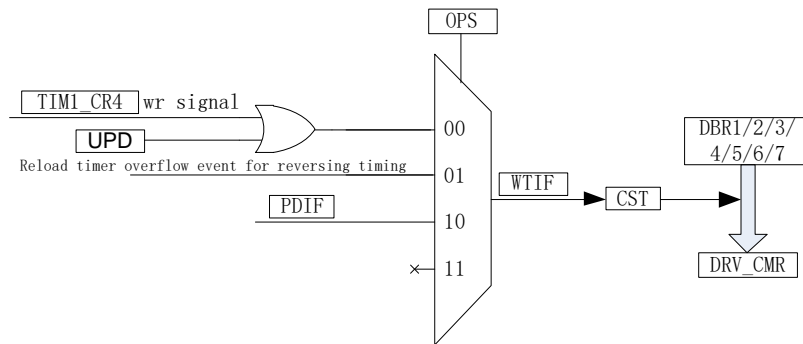 OPS
TIM1_CR4 wr signal
UPD
00
DBR1/2/3/
4/5/6/7
Reload timer overflow event for reversing timing
01
WTIF
CST
PDIF
10
11
DRV_CMR